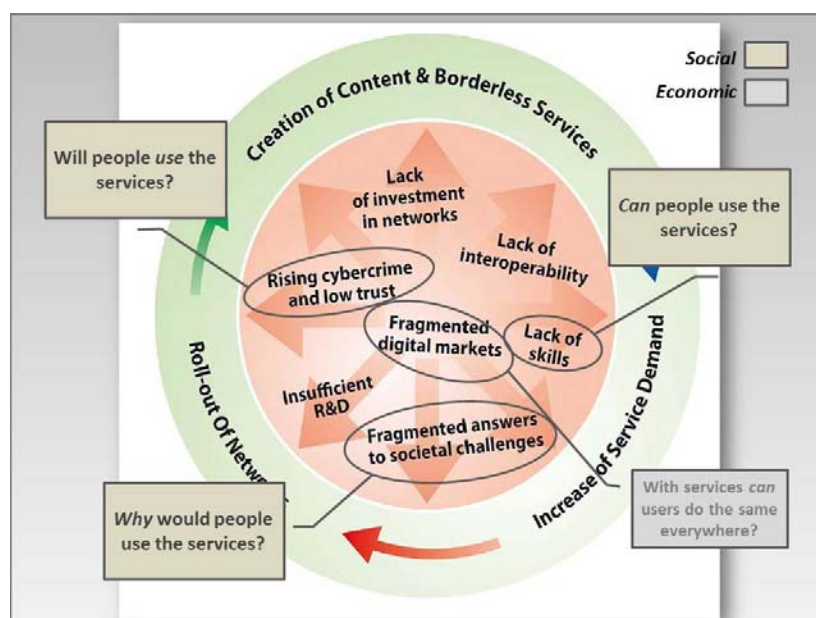 Social
Economic
Creation of Content & Borderless Services
Will people use the
services?
Can people use the
services?
Lack
of investment
in networks
Lack of
interoperability
Rising cybercrime
and low trust
Fragmented
digital markets
Lack of
skills
Insufficient
R&D
Fragmented answers
to societal challenges
Roll-out Of
Increase of Service Demand
With services can
users do the same
everywhere?
Why would people
use the services?